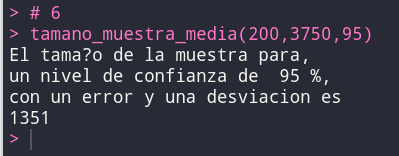 > # 6
> tamano_muestra_media(200,3750,95)
El tama?o de la muestra para,
un nivel de confianza de  95 %,
con un error y una desviacion es
1351
>